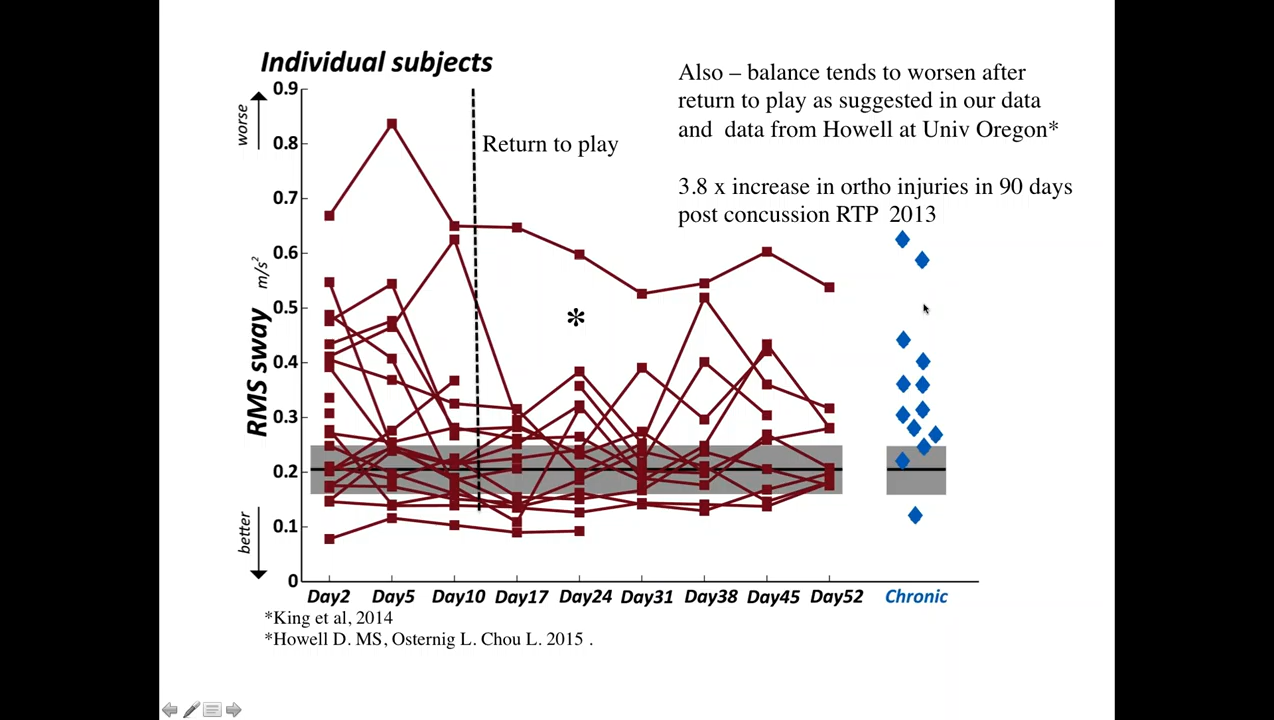 Individual subjects
Also – balance tends to worsen after
return to play as suggested in our data
and data from Howell at Univ Oregon*
3.8 x increase in ortho injuries in 90 days
post concussion RTP 2013
Return to play
worse
better
RMS sway m/s²
0.9
0.8
0.7
0.6
0.5
0.4
0.3
0.2
0.1
0
*
Day2 Day5 Day10 Day17 Day24 Day31 Day38 Day45 Day52 Chronic
*King et al, 2014
*Howell D. MS, Osternig L. Chou L. 2015 .